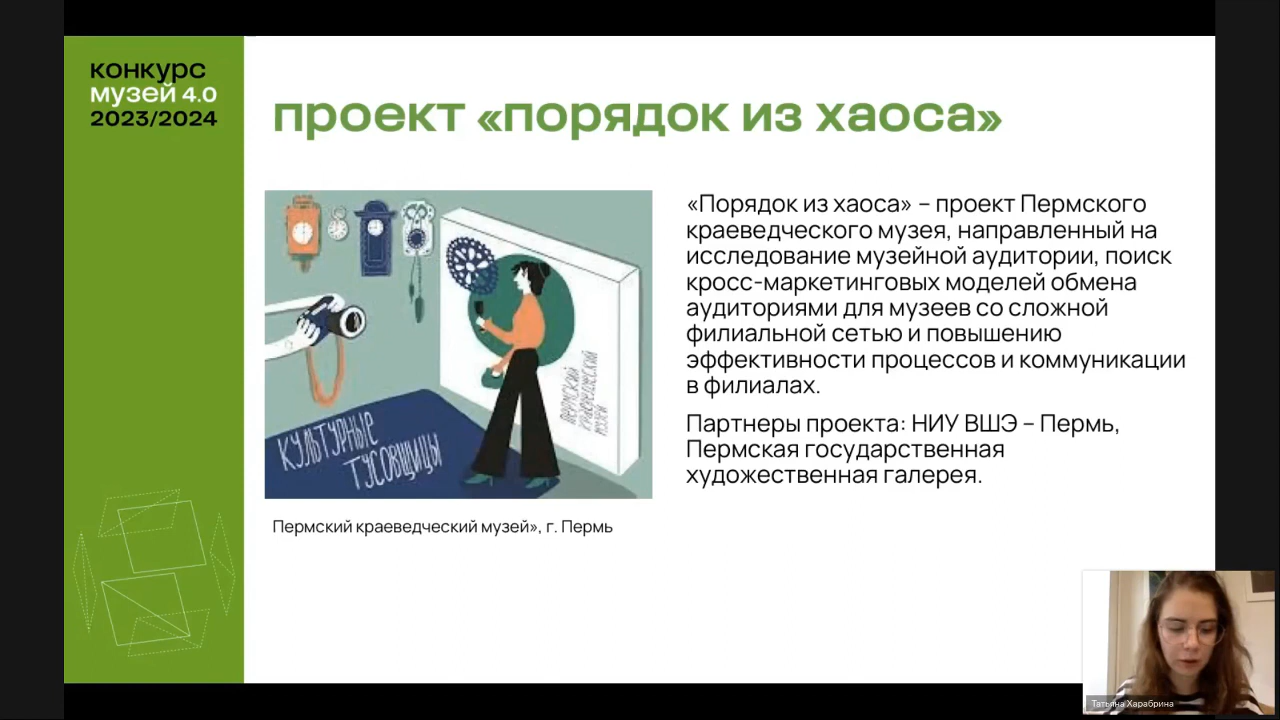 конкурс
музей 4.0
2023/2024
проект «порядок из хаоса»
КУЛЬТУРНЫЕ
ТУСОВЩИЦЫ
ПЕРМСКИЙ
КРАЕВЕДЧЕСКИЙ
МУЗЕЙ
Пермский краеведческий музей», г. Пермь
«Порядок из хаоса» – проект Пермского
краеведческого музея, направленный на
исследование музейной аудитории, поиск
кросс-маркетинговых моделей обмена
аудиториями для музеев со сложной
филиальной сетью и повышению
эффективности процессов и коммуникации
в филиалах.
Партнеры проекта: НИУ ВШЭ – Пермь,
Пермская государственная
художественная галерея.
Татьяна Харабрина